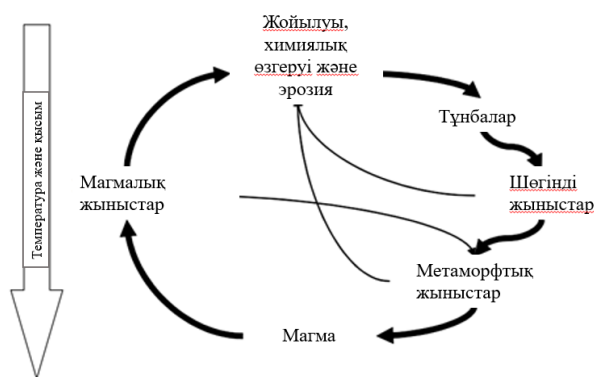 Жойылуы,
химиялық
өзгеруі және
эрозия
Тұнбалар
Шөгінді
жыныстар
Метаморфтық
жыныстар
Магма
Магмалық
жыныстар
Температура және қысым